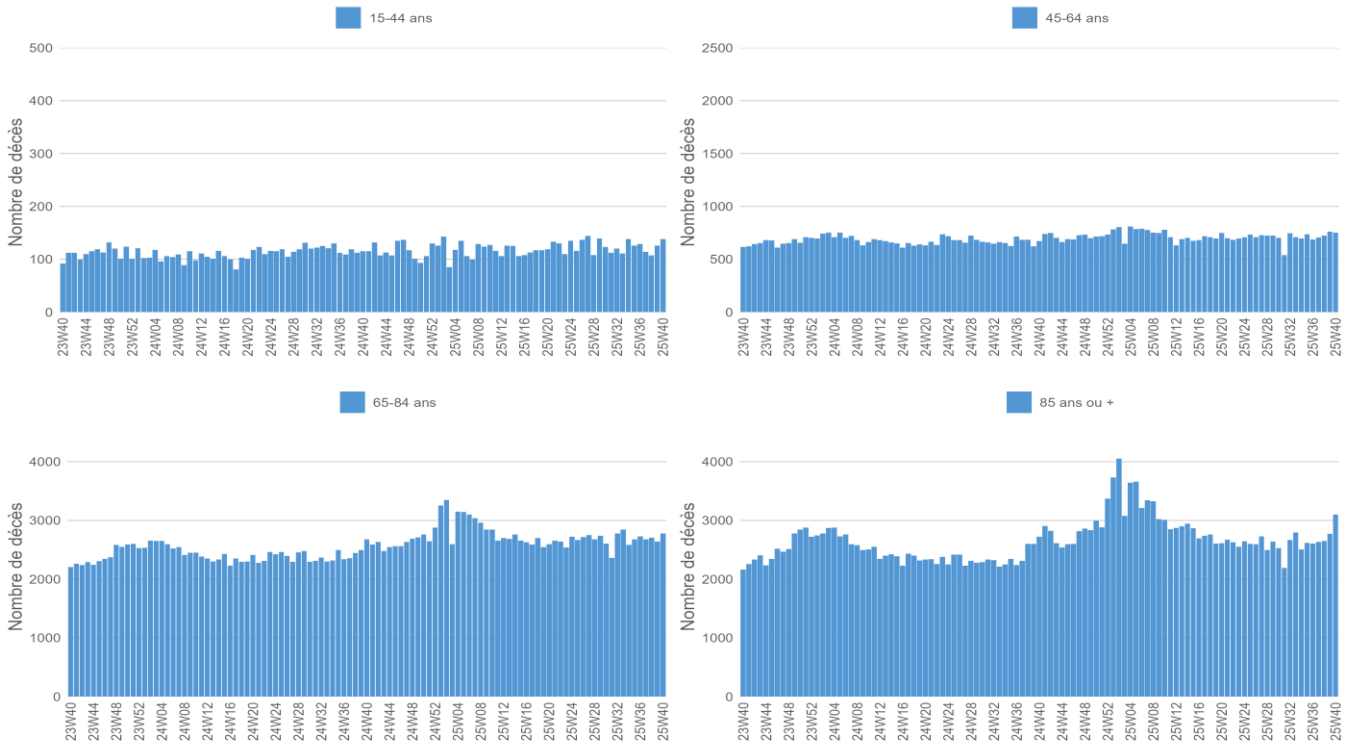 15-44 ans
Nombre de décès
500
400
300
200
100
0
23W40 23W44 23W48 23W52 24W04 24W08 24W12 24W16 24W20 24W24 24W28 24W32 24W36 24W40 24W44 24W48 24W52 25W04 25W08 25W12 25W16 25W20 25W24 25W28 25W32 25W36 25W40
45-64 ans
Nombre de décès
2500
2000
1500
1000
500
0
23W40 23W44 23W48 23W52 24W04 24W08 24W12 24W16 24W20 24W24 24W28 24W32 24W36 24W40 24W44 24W48 24W52 25W04 25W08 25W12 25W16 25W20 25W24 25W28 25W32 25W36 25W40
65-84 ans
Nombre de décès
4000
3000
2000
1000
0
23W40 23W44 23W48 23W52 24W04 24W08 24W12 24W16 24W20 24W24 24W28 24W32 24W36 24W40 24W44 24W48 24W52 25W04 25W08 25W12 25W16 25W20 25W24 25W28 25W32 25W36 25W40
85 ans ou +
Nombre de décès
4000
3000
2000
1000
0
23W40 23W44 23W48 23W52 24W04 24W08 24W12 24W16 24W20 24W24 24W28 24W32 24W36 24W40 24W44 24W48 24W52 25W04 25W08 25W12 25W16 25W20 25W24 25W28 25W32 25W36 25W40